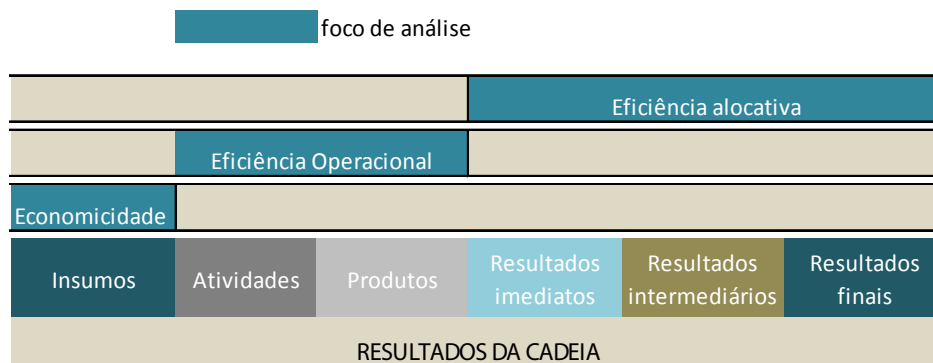 foco de análise
Eficiência alocativa
Eficiência Operacional
Economicidade
Insumos
Atividades
Produtos
Resultados
imediatos
Resultados
intermediários
Resultados
finais
RESULTADOS DA CADEIA